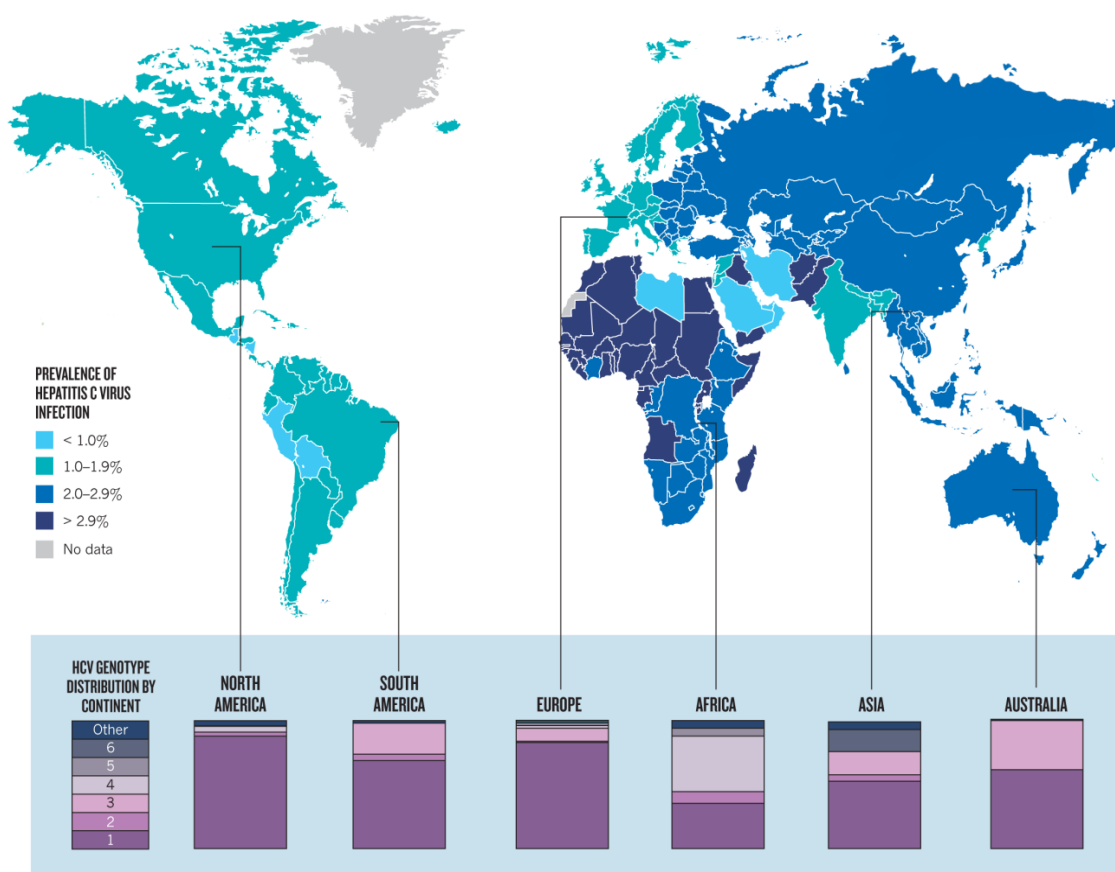 PREVALENCE OF
HEPATITIS C VIRUS
INFECTION
< 1.0%
1.0–1.9%
2.0–2.9%
> 2.9%
No data
HCV GENOTYPE
DISTRIBUTION BY
CONTINENT
Other
6
5
4
3
2
1
NORTH
AMERICA
SOUTH
AMERICA
EUROPE
AFRICA
ASIA
AUSTRALIA